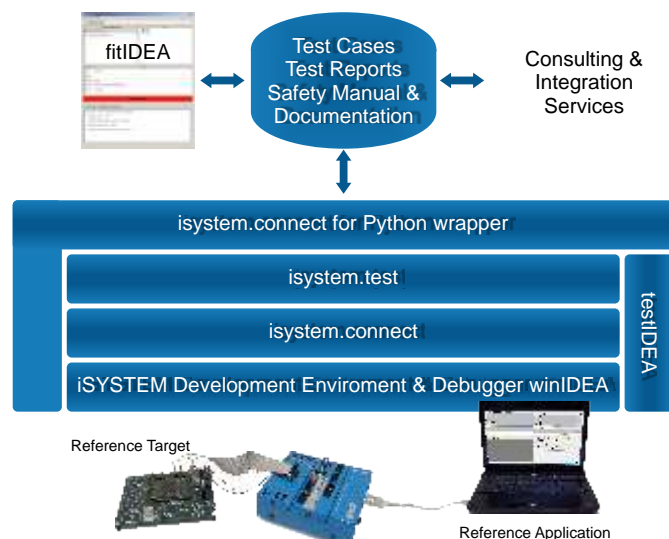 fitIDEA
Test Cases
Test Reports
Safety Manual &
Documentation
Consulting &
Integration
Services
isystem.connect for Python wrapper
isystem.test
isystem.connect
iSYSTEM Development Enviroment & Debugger winIDEA
testIDEA
Reference Target
Reference Application